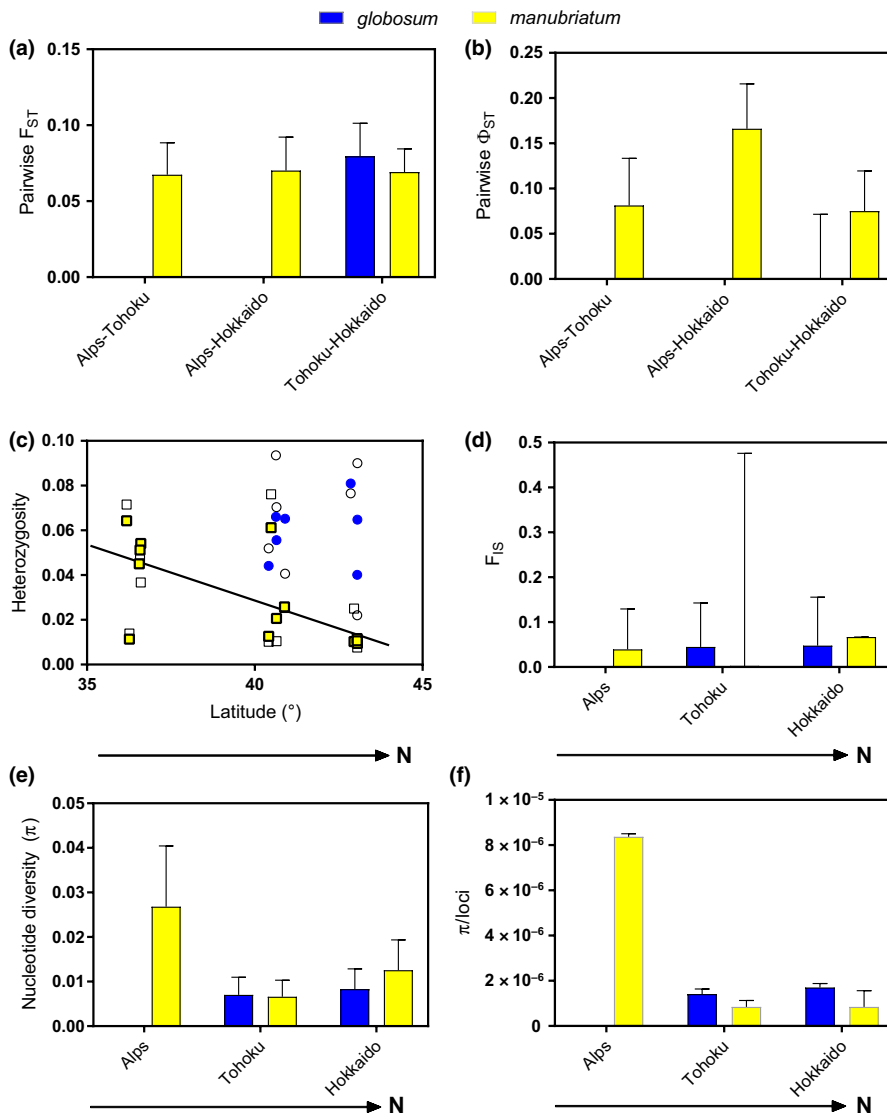 globosum manubriatum
(a)
Pairwise FST
0.15
0.10
0.05
0.00
Alps-Tohoku
Alps-Hokkaido
Tohoku-Hokkaido
(b)
Pairwise ΦST
0.25
0.20
0.15
0.10
0.05
0.00
Alps-Tohoku
Alps-Hokkaido
Tohoku-Hokkaido
(c)
Heterozygosity
0.10
0.08
0.06
0.04
0.02
0.00
35 40 45
Latitude (°)
N
(d)
FIS
0.5
0.4
0.3
0.2
0.1
0.0
Alps
Tohoku
Hokkaido
N
(e)
Nucleotide diversity (π)
0.05
0.04
0.03
0.02
0.01
0.00
Alps
Tohoku
Hokkaido
N
(f)
π/loci
1 × 10⁻⁵
8 × 10⁻⁶
6 × 10⁻⁶
4 × 10⁻⁶
2 × 10⁻⁶
0
Alps
Tohoku
Hokkaido
N